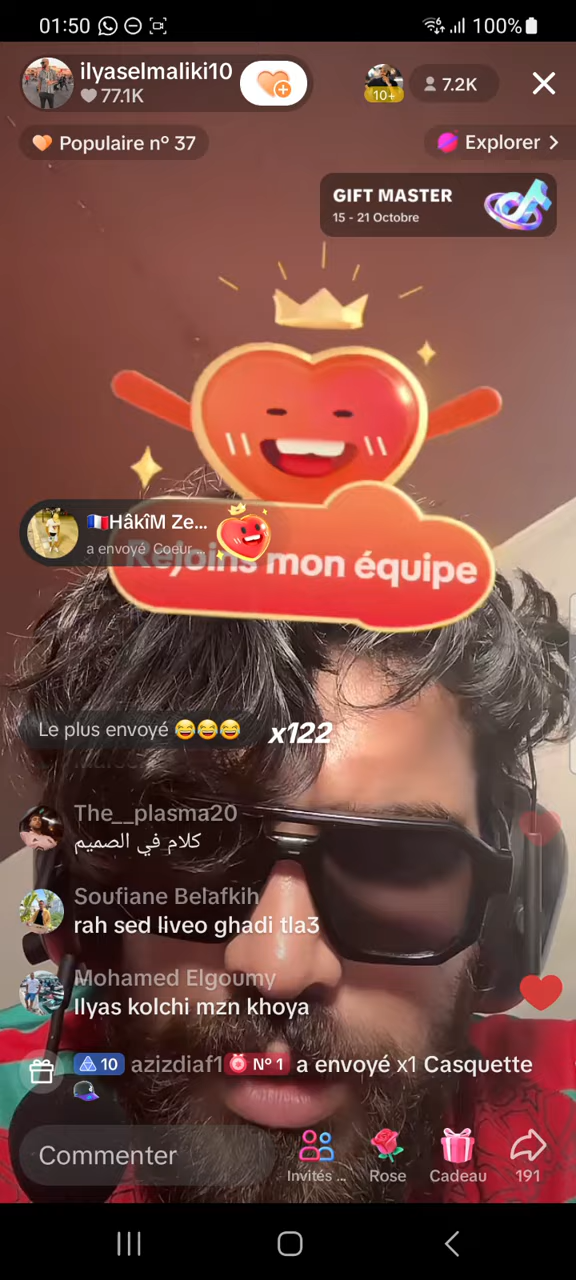 01:50
100%
ilyaselmaliki10
77.1K
10+
7.2K
Populaire n° 37
Explorer
GIFT MASTER
15 - 21 Octobre
HâkîM Ze...
a envoyé Coeur ...
Rejoins mon équipe
Le plus envoyé 😂😂😂
x122
The__plasma20
كلام في الصميم
Soufiane Belafkih
rah sed liveo ghadi tla3
Mohamed Elgoumy
Ilyas kolchi mzn khoya
10 azizdiaf1 N° 1 a envoyé x1 Casquette
Commenter
Invités ...
Rose
Cadeau
191